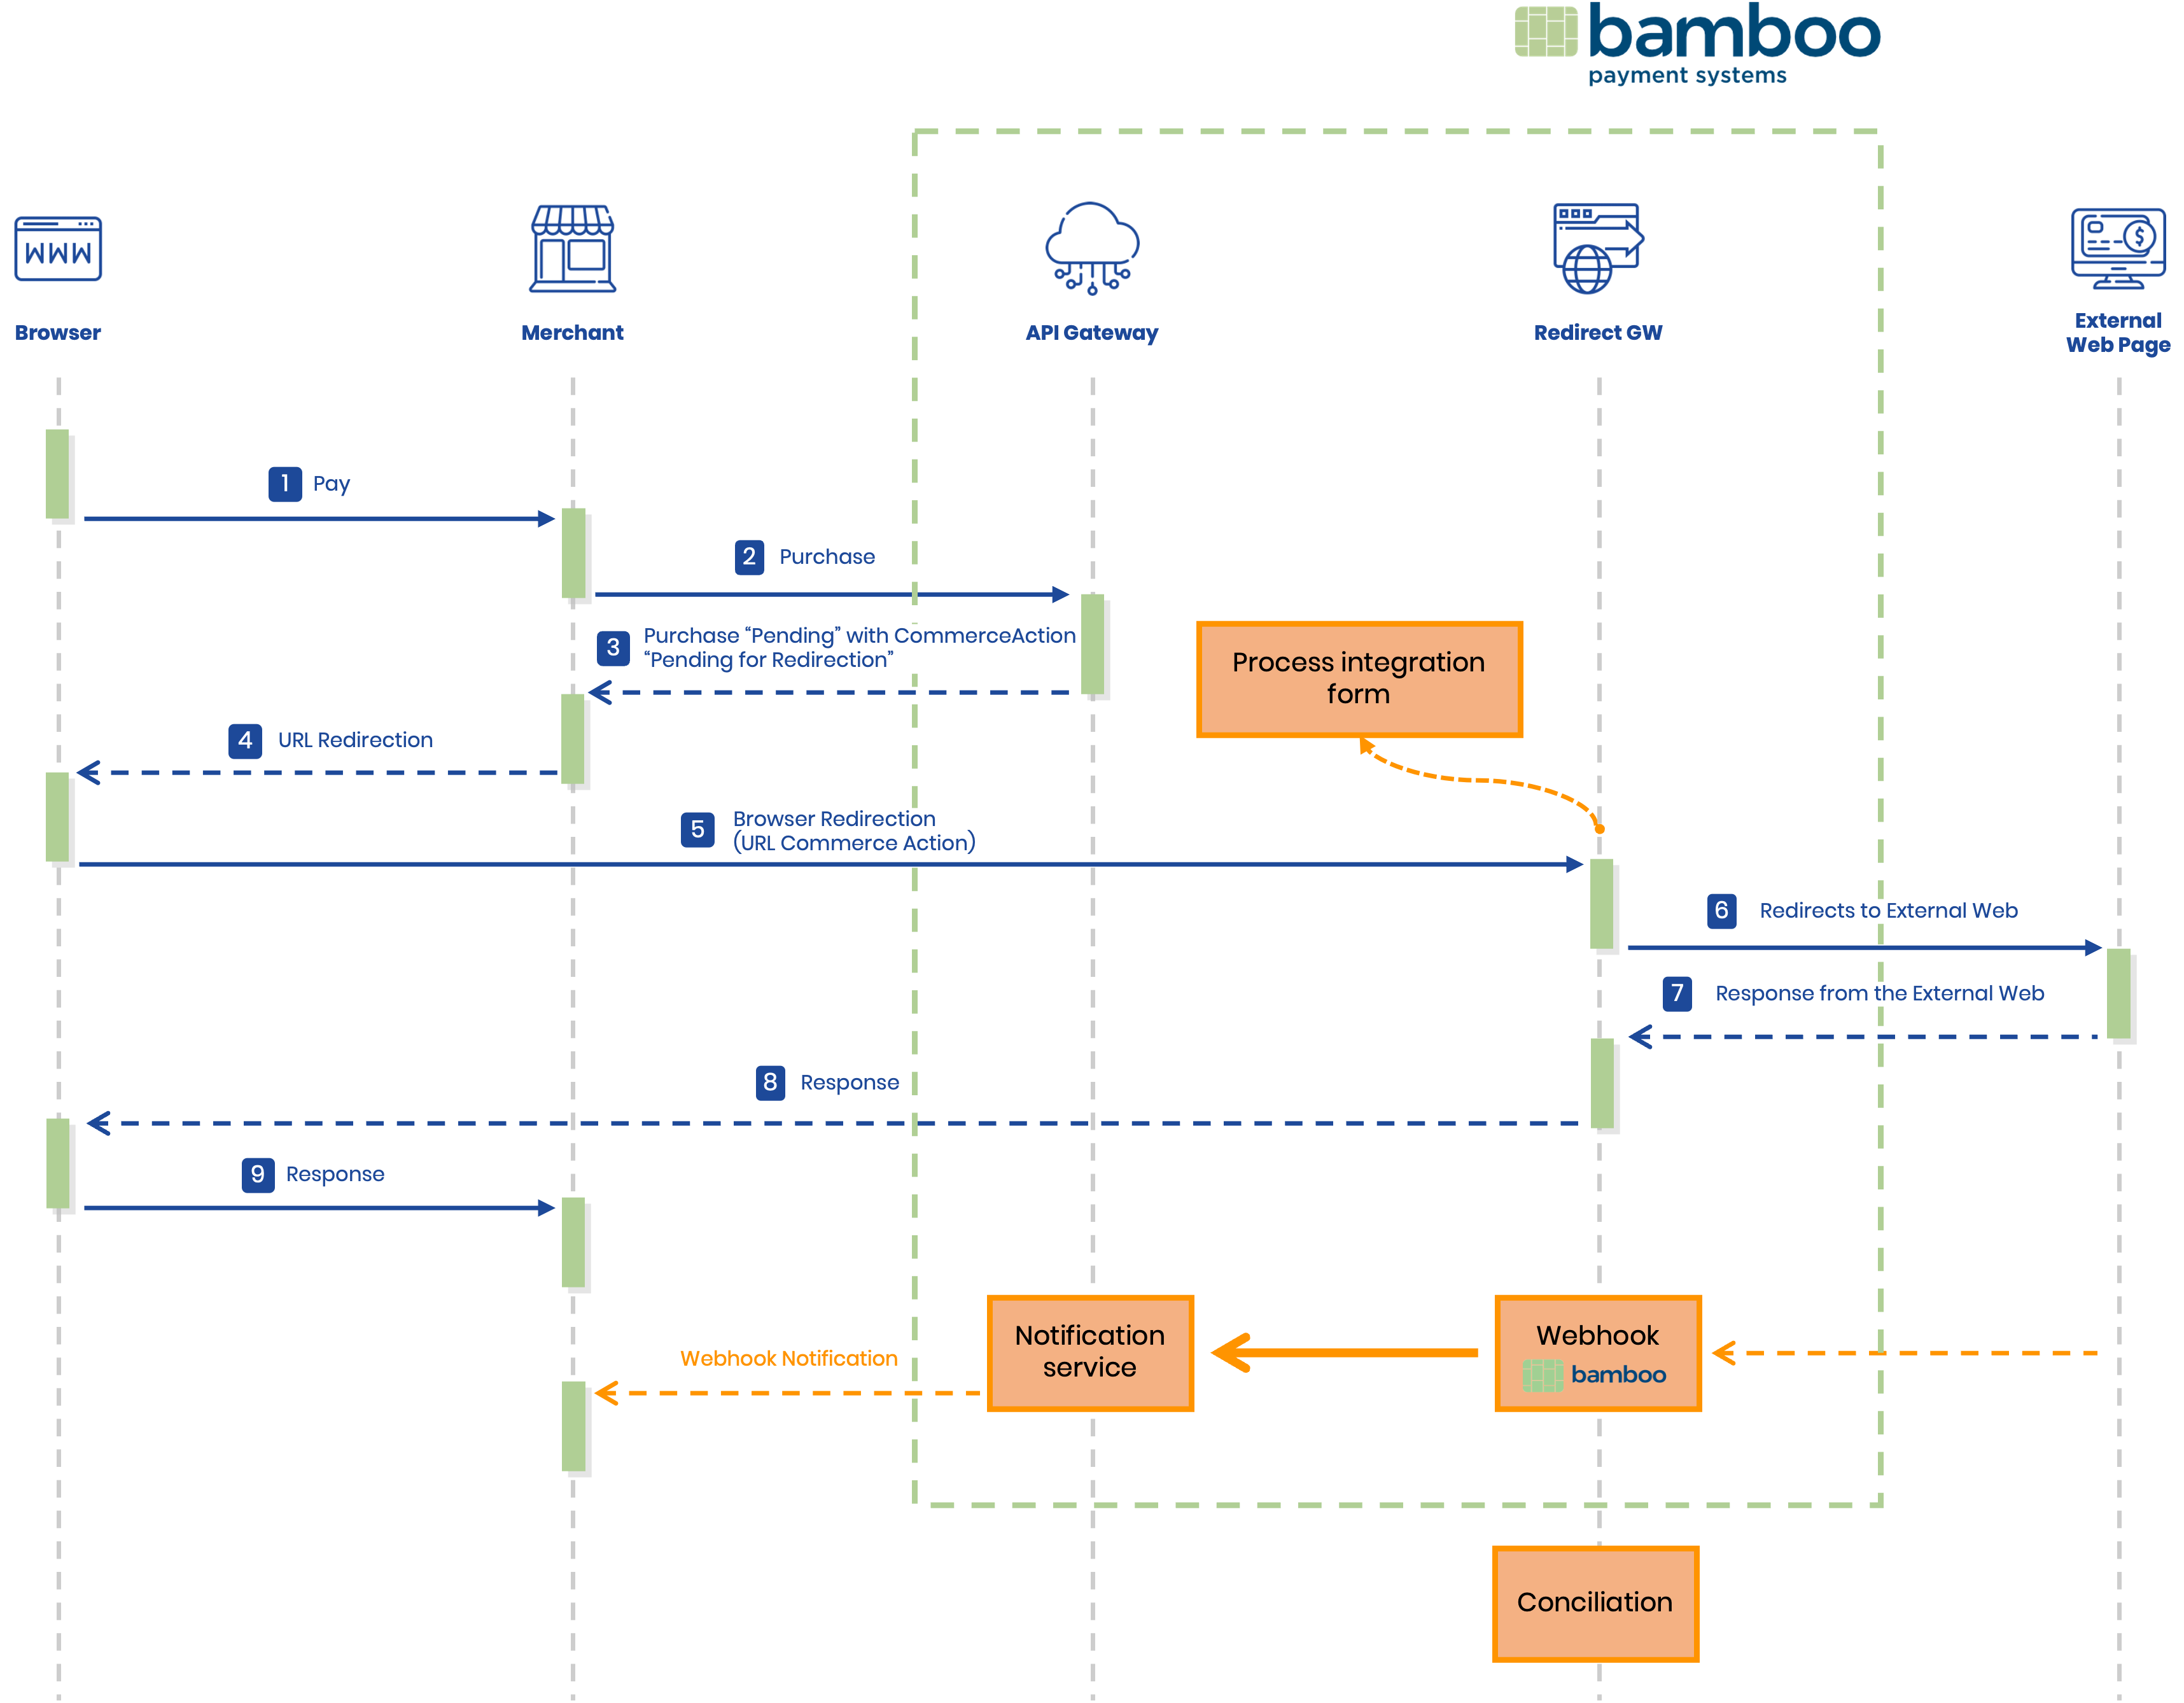 bamboo
payment systems
WWW
$
Browser
Merchant
API Gateway
Redirect GW
External
Web Page
1 Pay
2 Purchase
3 Purchase “Pending” with CommerceAction
“Pending for Redirection”
Process integration
form
4 URL Redirection
5 Browser Redirection
(URL Commerce Action)
6 Redirects to External Web
7 Response from the External Web
8 Response
9 Response
Webhook Notification
Notification
service
Webhook
bamboo
Conciliation